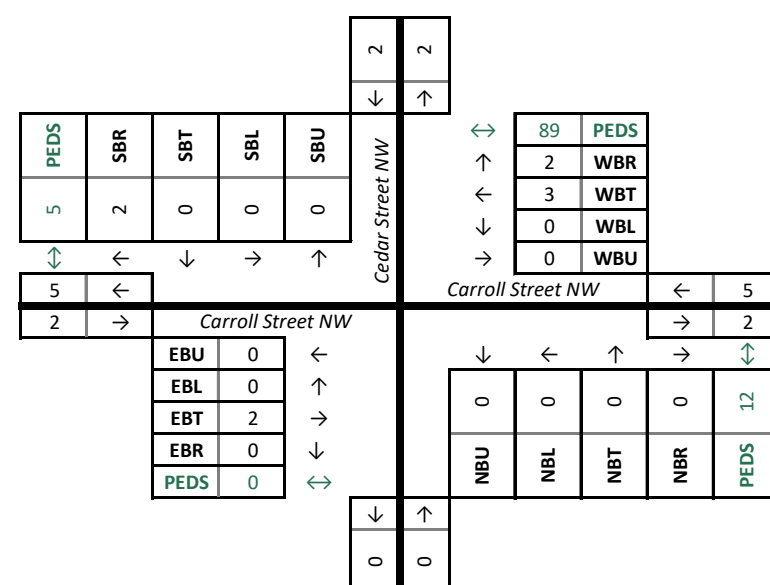 2 2
↓ ↑
PEDS SBR SBT SBL SBU
5 2 0 0 0
↕ ← ↓ → ↑
Cedar Street NW
↔ 89 PEDS
↑ 2 WBR
← 3 WBT
↓ 0 WBL
→ 0 WBU
5 ← Carroll Street NW ← 5
2 → Carroll Street NW → 2
EBU 0 ←
EBL 0 ↑
EBT 2 →
EBR 0 ↓
PEDS 0 ↔
↓ ← ↑ → ↕
0 0 0 0 12
NBU NBL NBT NBR PEDS
↓ ↑
0 0